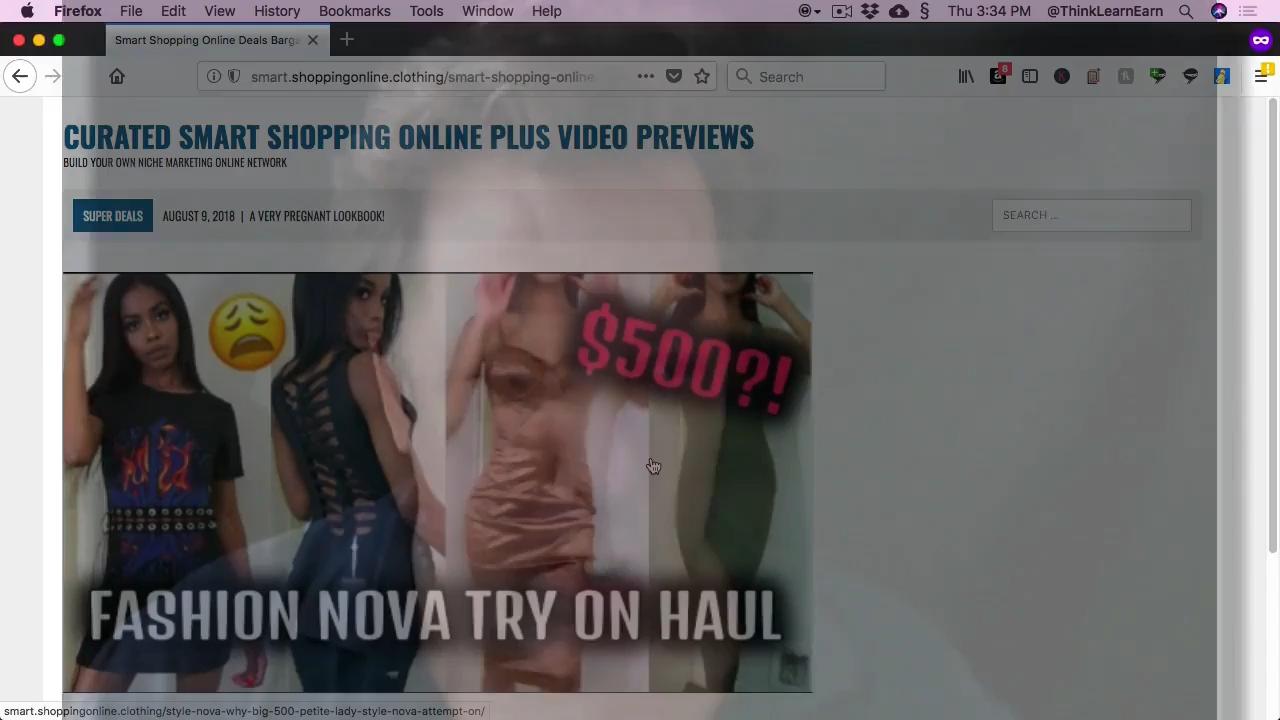 Firefox File Edit View History Bookmarks Tools Window Help Thu 3:34 PM @ThinkLearnEarn
Smart Shopping Online Deals Barga
smart.shoppingonline.clothing/smart-shopping-online Search 8
CURATED SMART SHOPPING ONLINE PLUS VIDEO PREVIEWS
BUILD YOUR OWN NICHE MARKETING ONLINE NETWORK
SUPER DEALS AUGUST 9, 2018 | A VERY PREGNANT LOOKBOOK! SEARCH ...
$500?!
FASHION NOVA TRY ON HAUL
smart.shoppingonline.clothing/style-nova-why-big-500-petite-lady-style-nova-attempt-on/